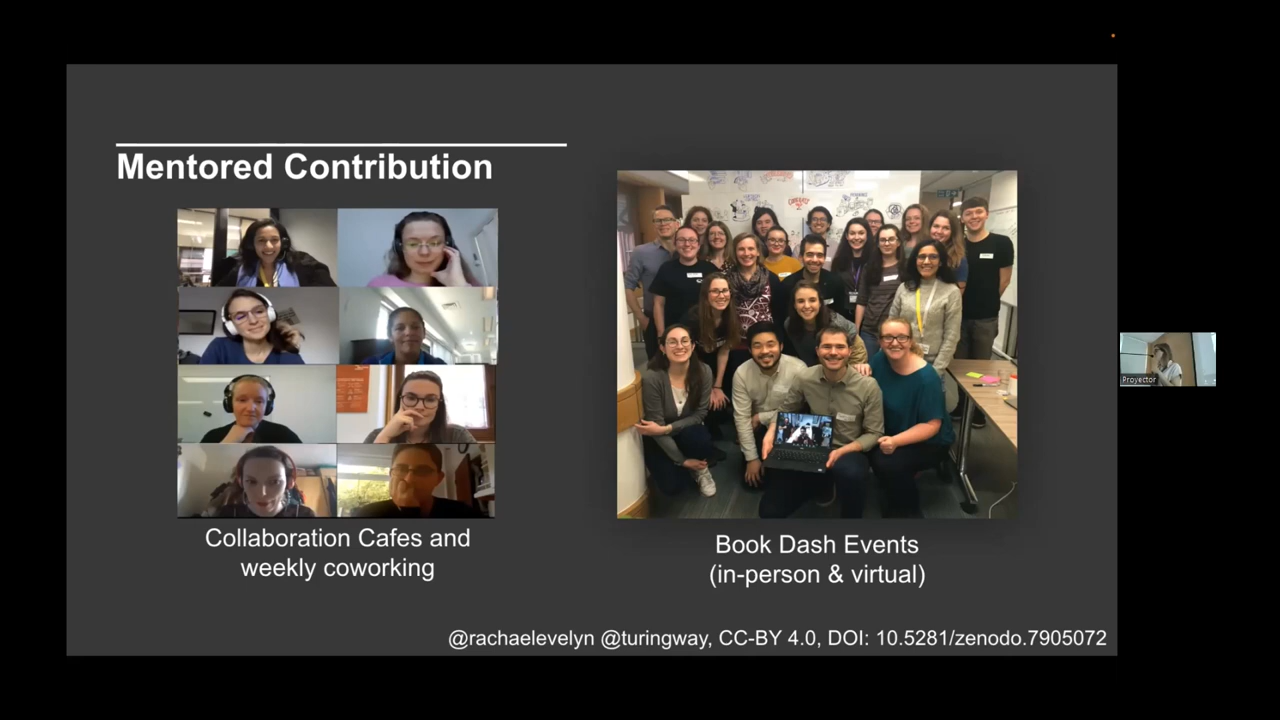 Mentored Contribution
Collaboration Cafes and
weekly coworking
Book Dash Events
(in-person & virtual)
@rachaelevelyn @turingway, CC-BY 4.0, DOI: 10.5281/zenodo.7905072
Proyector